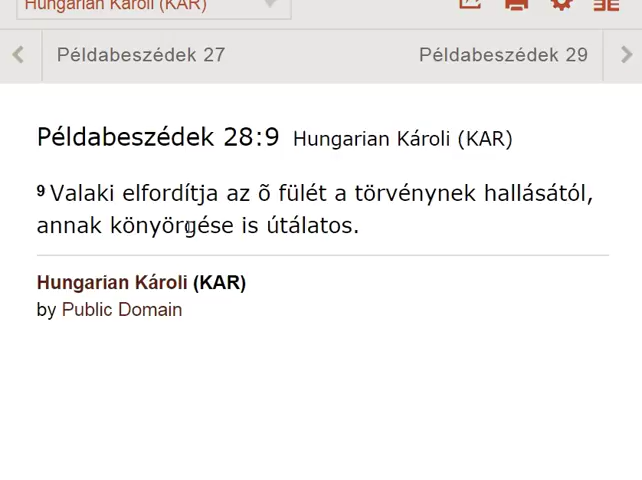 Hungarian Károli (KAR)
Példabeszédek 27
Példabeszédek 29
Példabeszédek 28:9 Hungarian Károli (KAR)
9 Valaki elfordítja az õ fülét a törvénynek hallásától,
annak könyörgése is útálatos.
Hungarian Károli (KAR)
by Public Domain